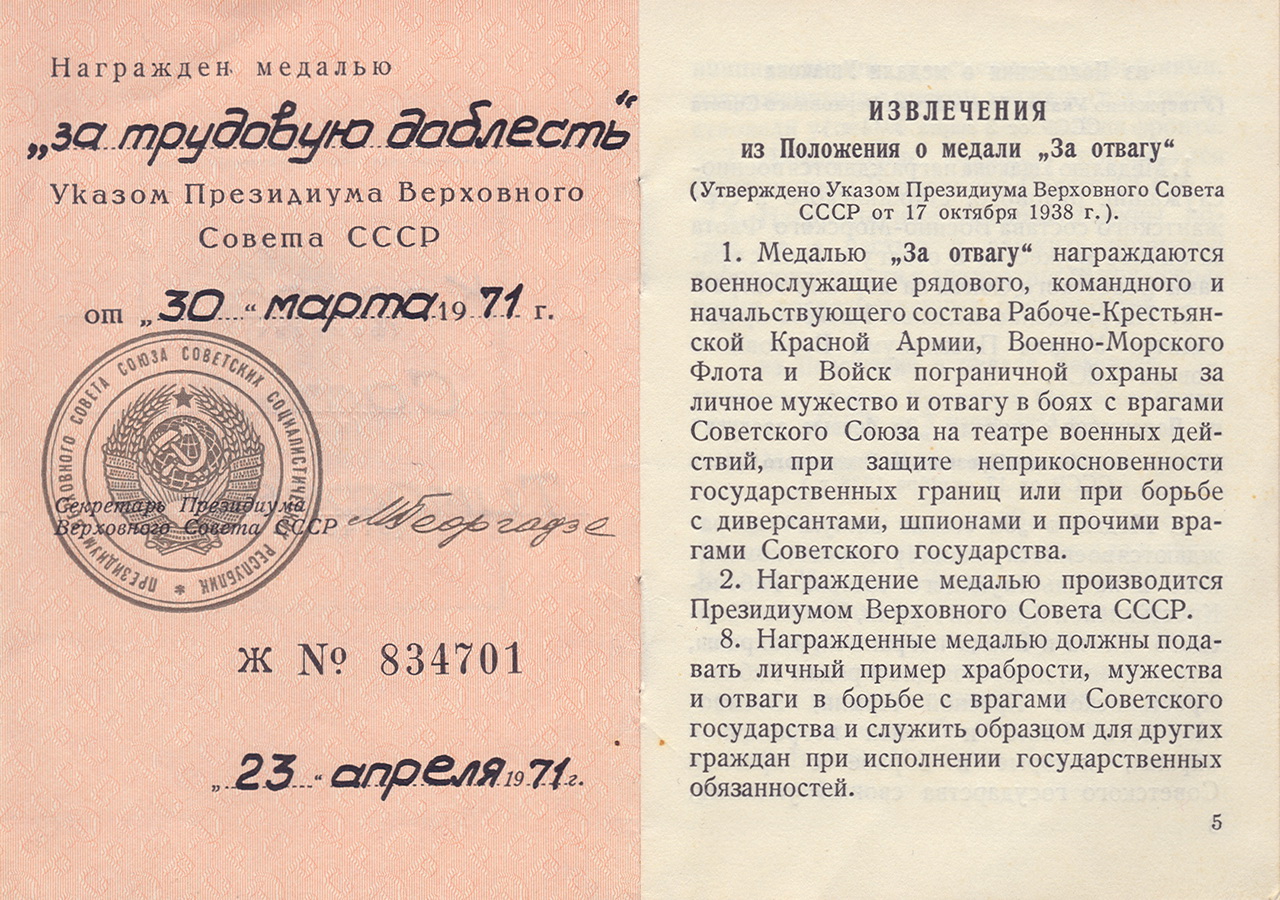 Награжден медалью
„за трудовую доблесть“
Указом Президиума Верховного
Совета СССР
от „30“ марта 1971 г.
ПРЕЗИДИУМ ВЕРХОВНОГО СОВЕТА СОЮЗА СОВЕТСКИХ СОЦИАЛИСТИЧЕСКИХ РЕСПУБЛИК *
Секретарь Президиума
Верховного Совета СССР МГеоргадзе
Ж № 834701
„23“ апреля 1971 г.
ИЗВЛЕЧЕНИЯ
из Положения о медали „За отвагу“
(Утверждено Указом Президиума Верховного Совета
СССР от 17 октября 1938 г.).
1. Медалью „За отвагу“ награждаются
военнослужащие рядового, командного и
начальствующего состава Рабоче-Крестьян-
ской Красной Армии, Военно-Морского
Флота и Войск пограничной охраны за
личное мужество и отвагу в боях с врагами
Советского Союза на театре военных дей-
ствий, при защите неприкосновенности
государственных границ или при борьбе
с диверсантами, шпионами и прочими вра-
гами Советского государства.
2. Награждение медалью производится
Президиумом Верховного Совета СССР.
8. Награжденные медалью должны пода-
вать личный пример храбрости, мужества
и отваги в борьбе с врагами Советского
государства и служить образцом для других
граждан при исполнении государственных
обязанностей.
5